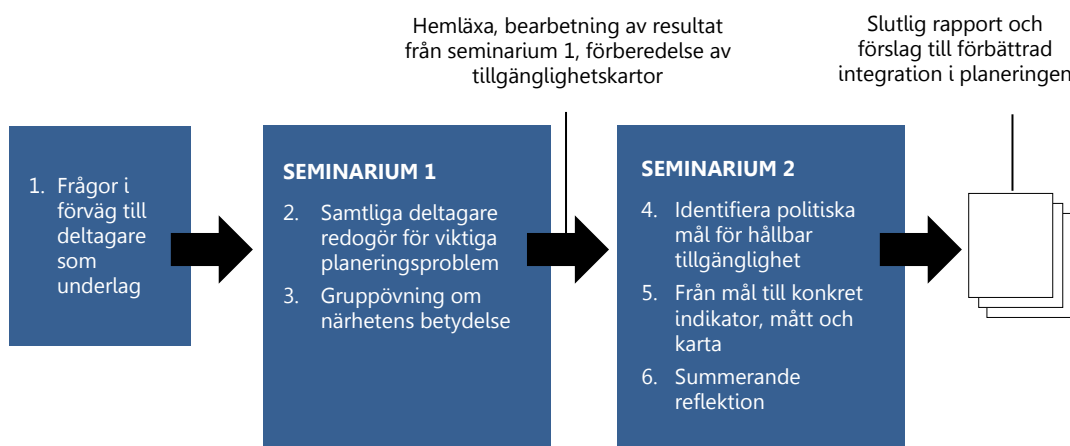 Hemläxa, bearbetning av resultat
från seminarium 1, förberedelse av
tillgänglighetskartor
Slutlig rapport och
förslag till förbättrad
integration i planeringen
1. Frågor i
förväg till
deltagare
som
underlag
SEMINARIUM 1
2. Samtliga deltagare
redogör för viktiga
planeringsproblem
3. Gruppövning om
närhetens betydelse
SEMINARIUM 2
4. Identifiera politiska
mål för hållbar
tillgänglighet
5. Från mål till konkret
indikator, mått och
karta
6. Summerande
reflektion